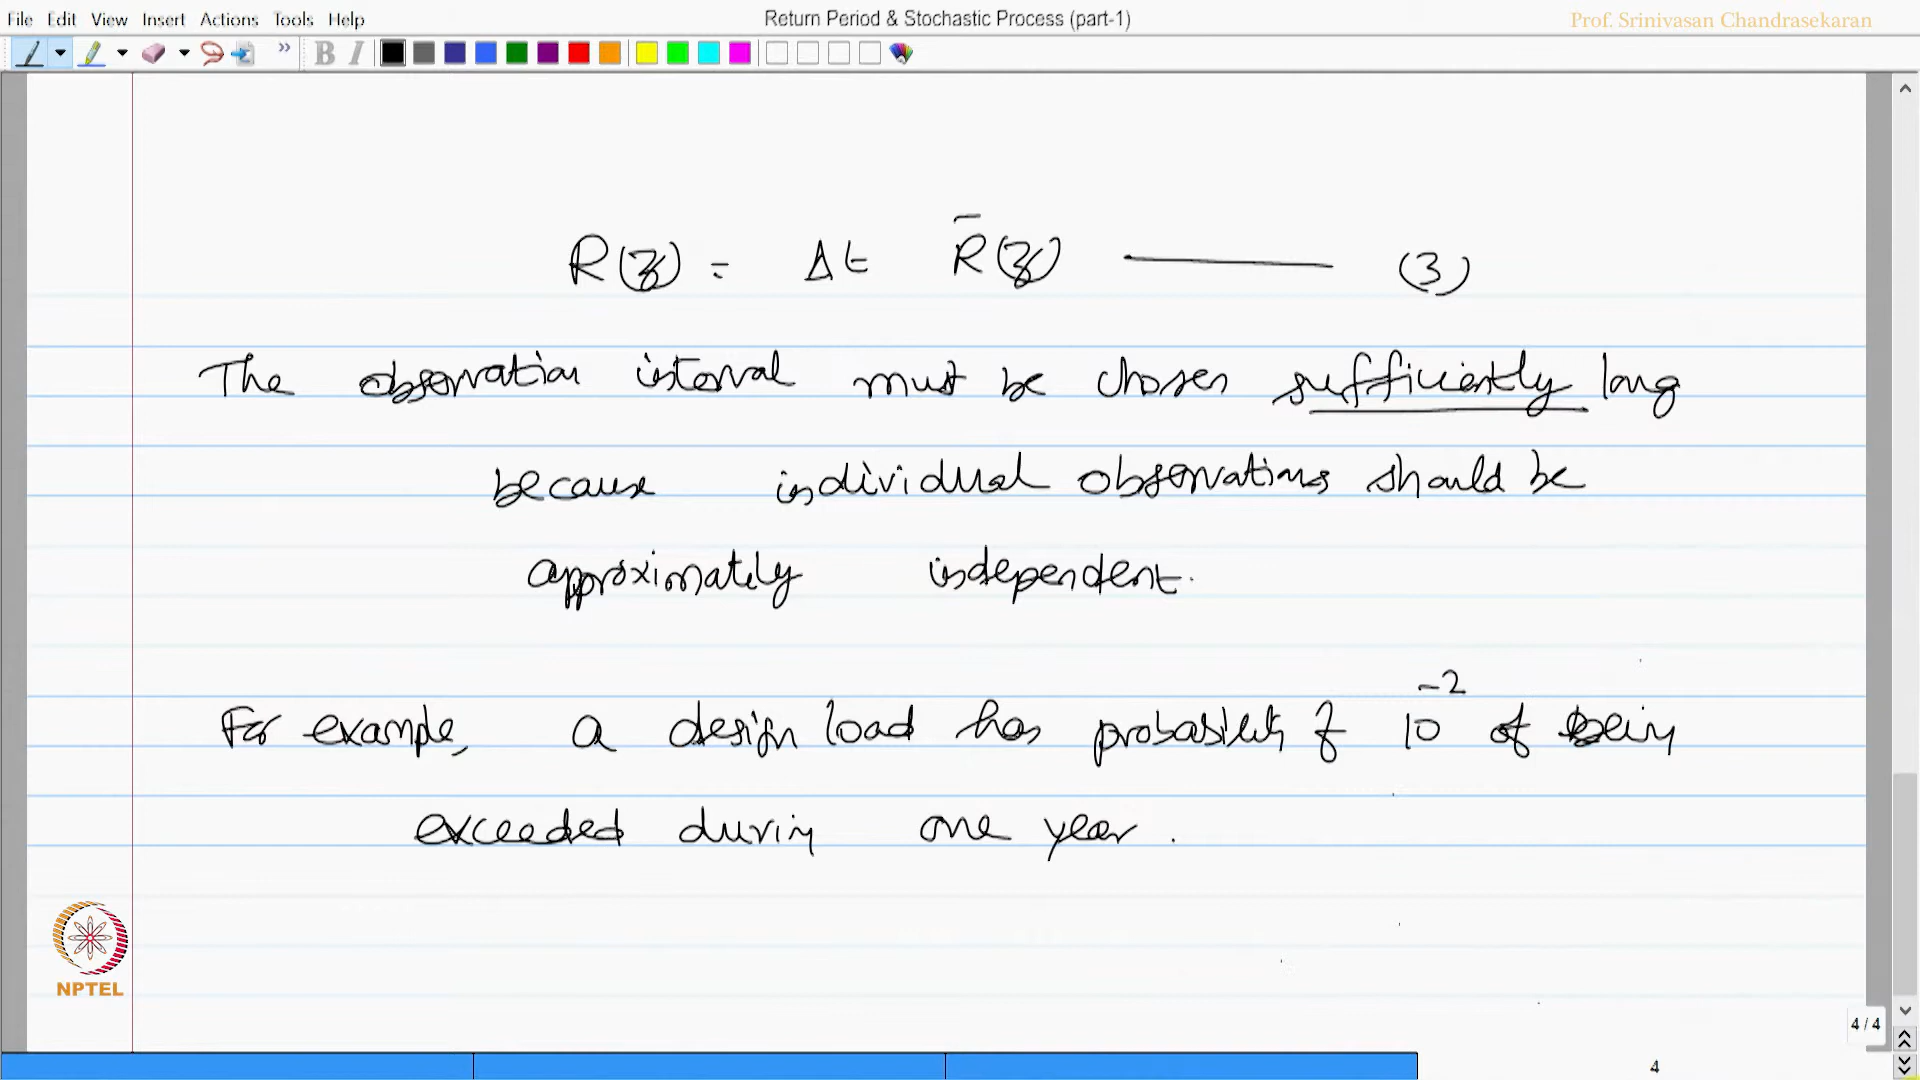 File Edit View Insert Actions Tools Help
Return Period & Stochastic Process (part-1)
Prof. Srinivasan Chandrasekaran
B I
R(z) = Δt R̄(z) ——— (3)
The observation interval must be chosen sufficiently long
because individual observations should be
approximately independent.
For example, a design load has probability of 10⁻² of being
exceeded during one year.
NPTEL
4 / 4
4